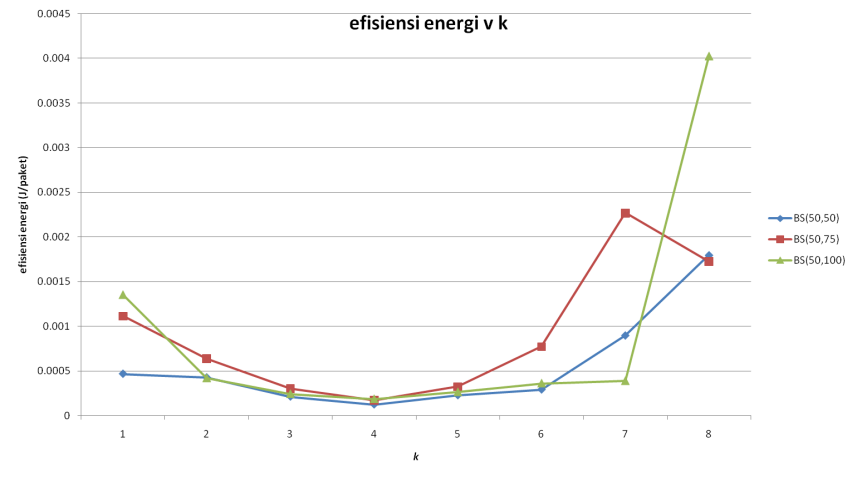 efisiensi energi v k
efisiensi energi (J/paket)
0.0045
0.004
0.0035
0.003
0.0025
0.002
0.0015
0.001
0.0005
0
1 2 3 4 5 6 7 8
k
BS(50,50)
BS(50,75)
BS(50,100)